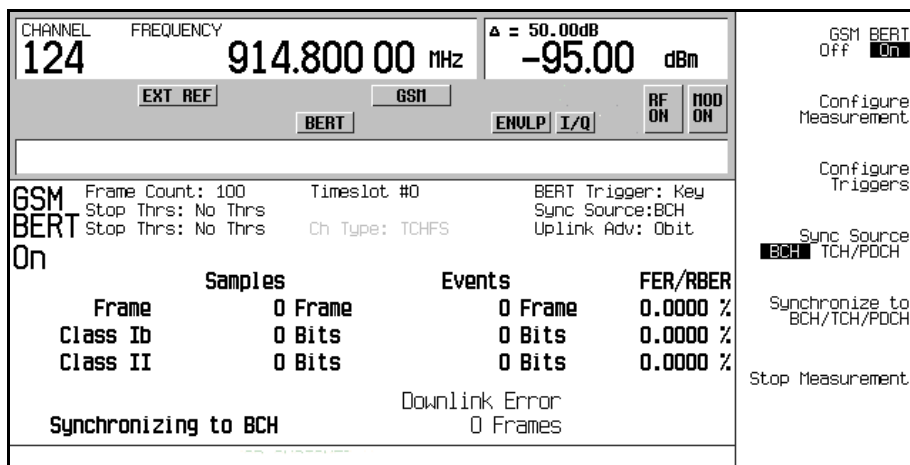 CHANNEL FREQUENCY Δ = 50.00dB
124 914.800 00 MHz -95.00 dBm
EXT REF GSM RF ON MOD ON
BERT ENVLP I/Q
GSM BERT On
Frame Count: 100 Timeslot #0 BERT Trigger: Key
Stop Thrs: No Thrs Sync Source:BCH
Stop Thrs: No Thrs Ch Type: TCHFS Uplink Adv: 0bit
Samples Events FER/RBER
Frame 0 Frame 0 Frame 0.0000 %
Class Ib 0 Bits 0 Bits 0.0000 %
Class II 0 Bits 0 Bits 0.0000 %
Downlink Error
Synchronizing to BCH 0 Frames
GSM BERT
Off On
Configure
Measurement
Configure
Triggers
Sync Source
BCH TCH/PDCH
Synchronize to
BCH/TCH/PDCH
Stop Measurement